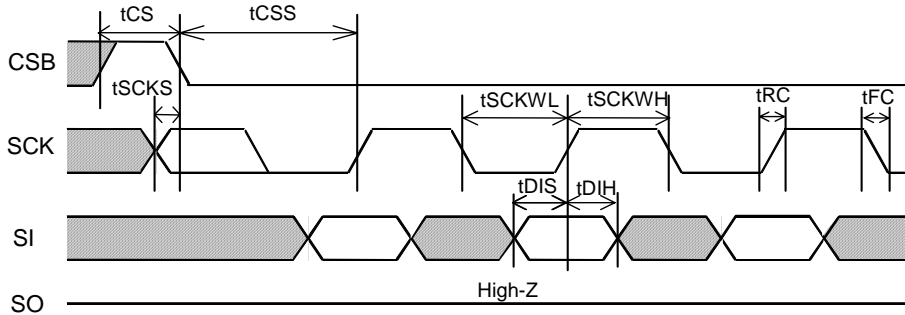 tCS tCSS
CSB
tSCKS tSCKWL tSCKWH tRC tFC
SCK
tDIS tDIH
SI
High-Z
SO